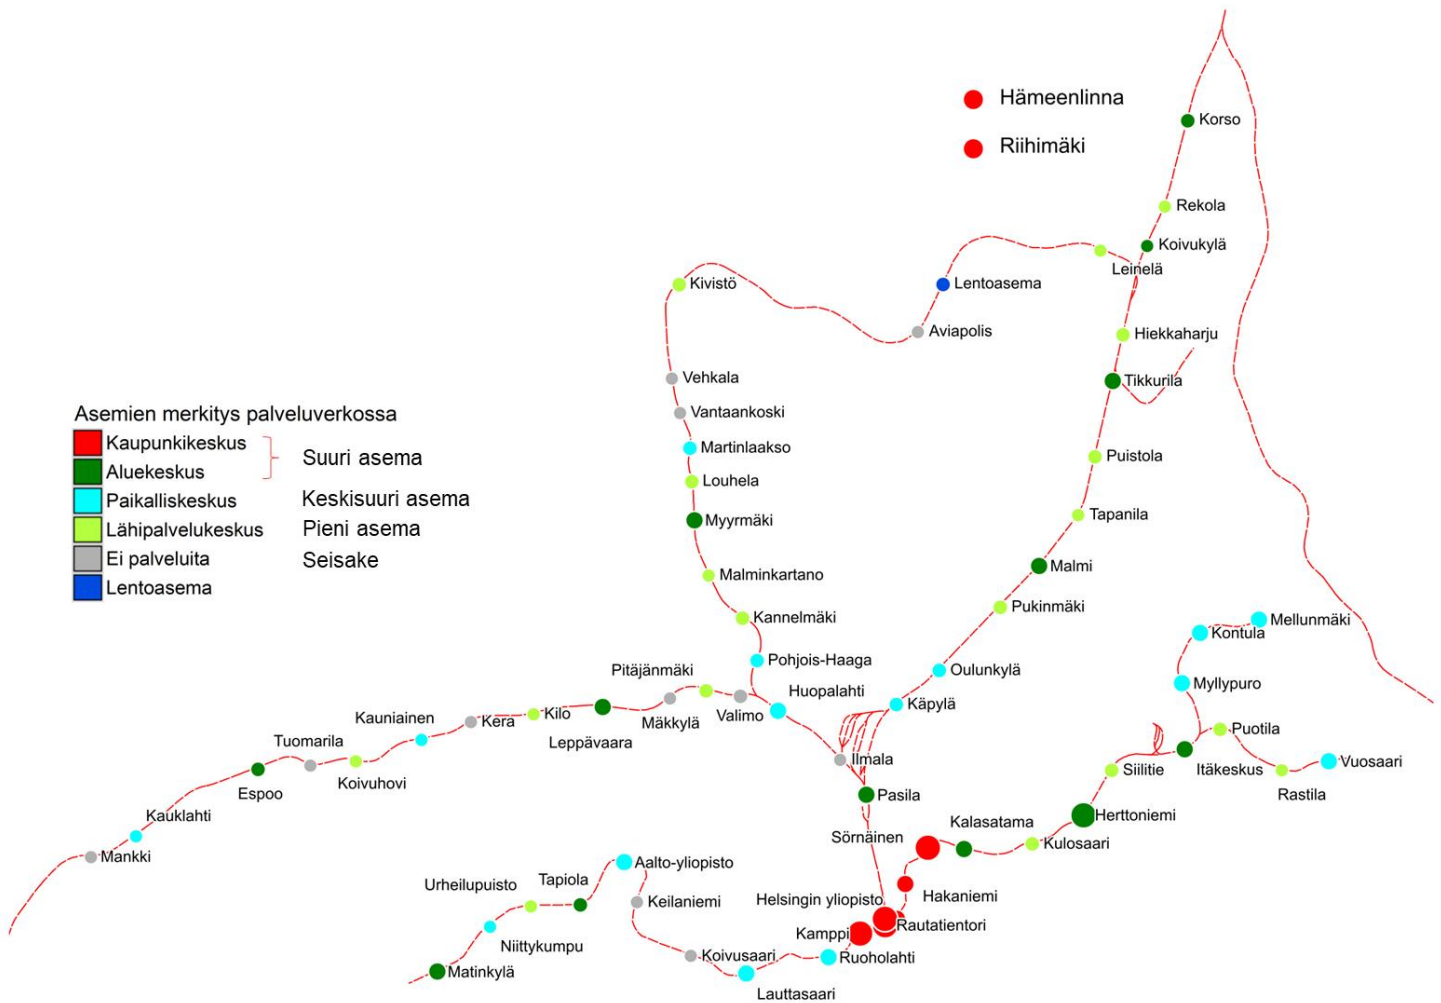 Hämeenlinna
Riihimäki
Korso
Rekola
Koivukylä
Leinelä
Kivistö
Lentoasema
Aviapolis
Hiekkaharju
Tikkurila
Vehkala
Vantaankoski
Martinlaakso
Louhela
Myyrmäki
Malminkartano
Kannelmäki
Pohjois-Haaga
Huopalahti
Puistola
Tapanila
Malmi
Pukinmäki
Oulunkylä
Käpylä
Asemien merkitys palveluverkossa
Kaupunkikeskus
Aluekeskus
Suuri asema
Paikalliskeskus
Keskisuuri asema
Lähipalvelukeskus
Pieni asema
Ei palveluita
Seisake
Lentoasema
Pitäjänmäki
Valimo
Mäkkylä
Leppävaara
Kilo
Kera
Kauniainen
Koivuhovi
Tuomarila
Espoo
Kauklahti
Mankki
Ilmala
Pasila
Mellunmäki
Kontula
Myllypuro
Puotila
Itäkeskus
Vuosaari
Rastila
Siilitie
Herttoniemi
Kulosaari
Kalasatama
Sörnäinen
Hakaniemi
Helsingin yliopisto
Rautatientori
Kamppi
Ruoholahti
Lauttasaari
Koivusaari
Keilaniemi
Aalto-yliopisto
Tapiola
Urheilupuisto
Niittykumpu
Matinkylä